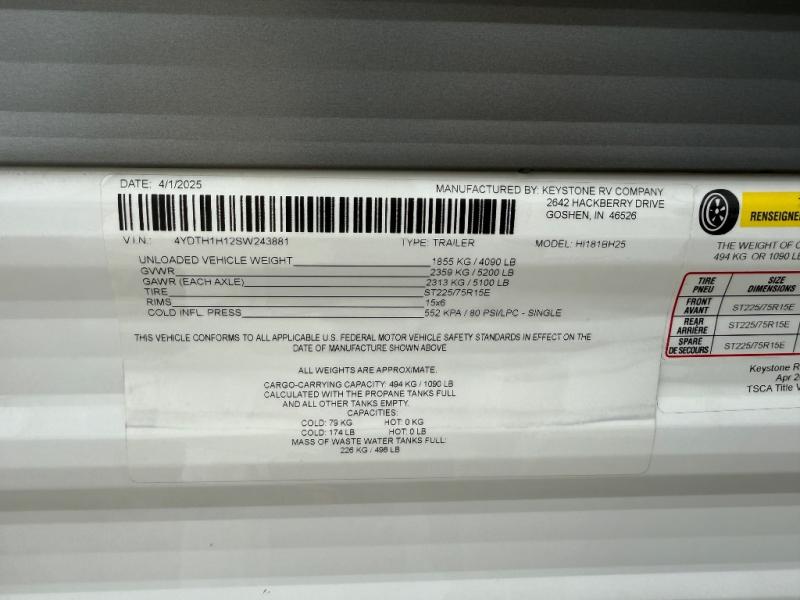 DATE: 4/1/2025
MANUFACTURED BY: KEYSTONE RV COMPANY
2642 HACKBERRY DRIVE
GOSHEN, IN 46526
V.I.N.: 4YDTH1H12SW243881 TYPE: TRAILER MODEL: HI181BH25
UNLOADED VEHICLE WEIGHT 1855 KG / 4090 LB
GVWR 2359 KG / 5200 LB
GAWR (EACH AXLE) 2313 KG / 5100 LB
TIRE ST225/75R15E
RIMS 15x6
COLD INFL. PRESS 552 KPA / 80 PSI/LPC - SINGLE
THIS VEHICLE CONFORMS TO ALL APPLICABLE U.S. FEDERAL MOTOR VEHICLE SAFETY STANDARDS IN EFFECT ON THE
DATE OF MANUFACTURE SHOWN ABOVE
ALL WEIGHTS ARE APPROXIMATE.
CARGO-CARRYING CAPACITY: 494 KG / 1090 LB
CALCULATED WITH THE PROPANE TANKS FULL
AND ALL OTHER TANKS EMPTY.
CAPACITIES:
COLD: 79 KG HOT: 0 KG
COLD: 174 LB HOT: 0 LB
MASS OF WASTE WATER TANKS FULL:
226 KG / 498 LB
RENSEIGNE
THE WEIGHT OF
494 KG OR 1090 LB
TIRE SIZE
PNEU DIMENSIONS
FRONT
AVANT ST225/75R15E
REAR
ARRIÈRE ST225/75R15E
SPARE
DE SECOURS ST225/75R15E
Keystone R
Apr 20
TSCA Title V